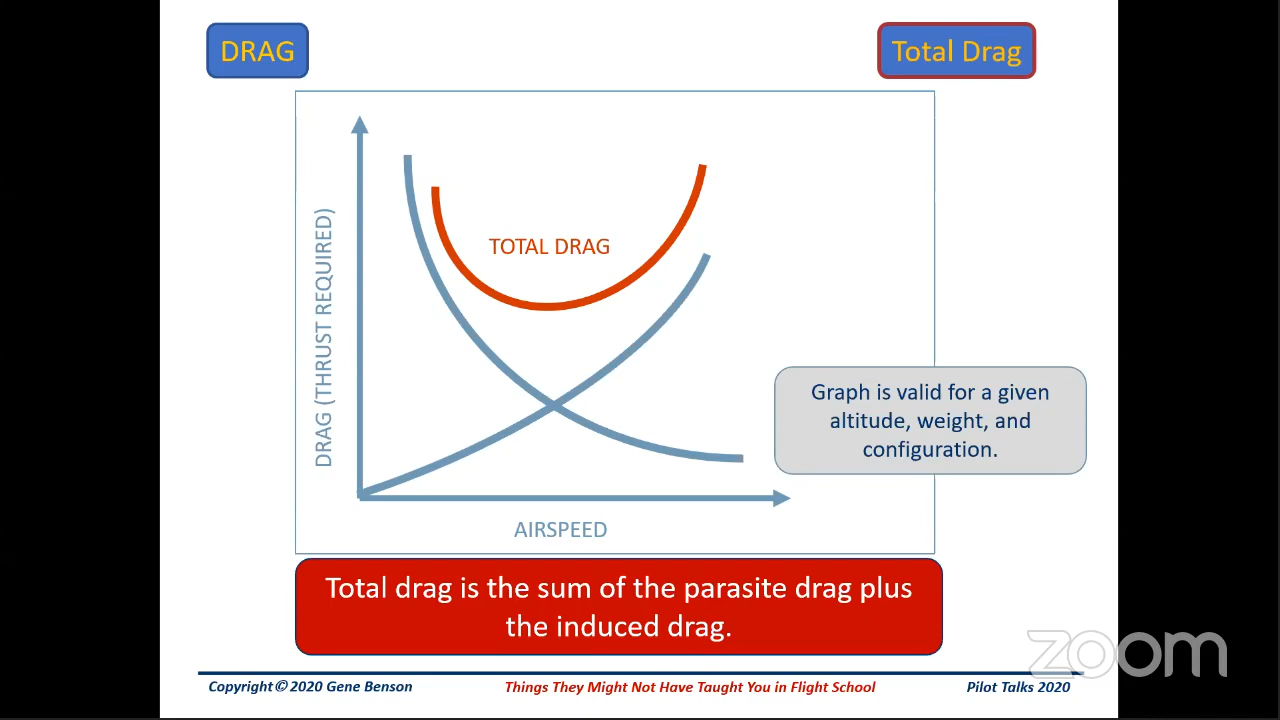 DRAG
Total Drag
DRAG (THRUST REQUIRED)
TOTAL DRAG
AIRSPEED
Graph is valid for a given
altitude, weight, and
configuration.
Total drag is the sum of the parasite drag plus
the induced drag.
zoom
Copyright © 2020 Gene Benson
Things They Might Not Have Taught You in Flight School
Pilot Talks 2020